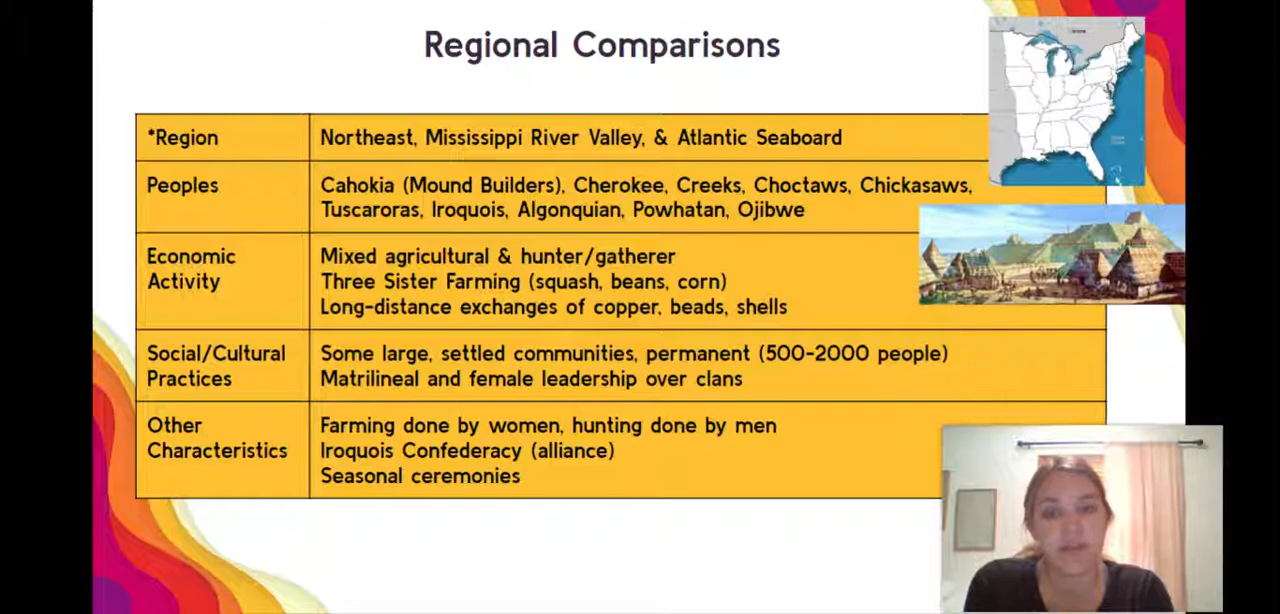 Regional Comparisons
*Region
Northeast, Mississippi River Valley, & Atlantic Seaboard
Peoples
Cahokia (Mound Builders), Cherokee, Creeks, Choctaws, Chickasaws,
Tuscaroras, Iroquois, Algonquian, Powhatan, Ojibwe
Economic
Activity
Mixed agricultural & hunter/gatherer
Three Sister Farming (squash, beans, corn)
Long-distance exchanges of copper, beads, shells
Social/Cultural
Practices
Some large, settled communities, permanent (500-2000 people)
Matrilineal and female leadership over clans
Other
Characteristics
Farming done by women, hunting done by men
Iroquois Confederacy (alliance)
Seasonal ceremonies